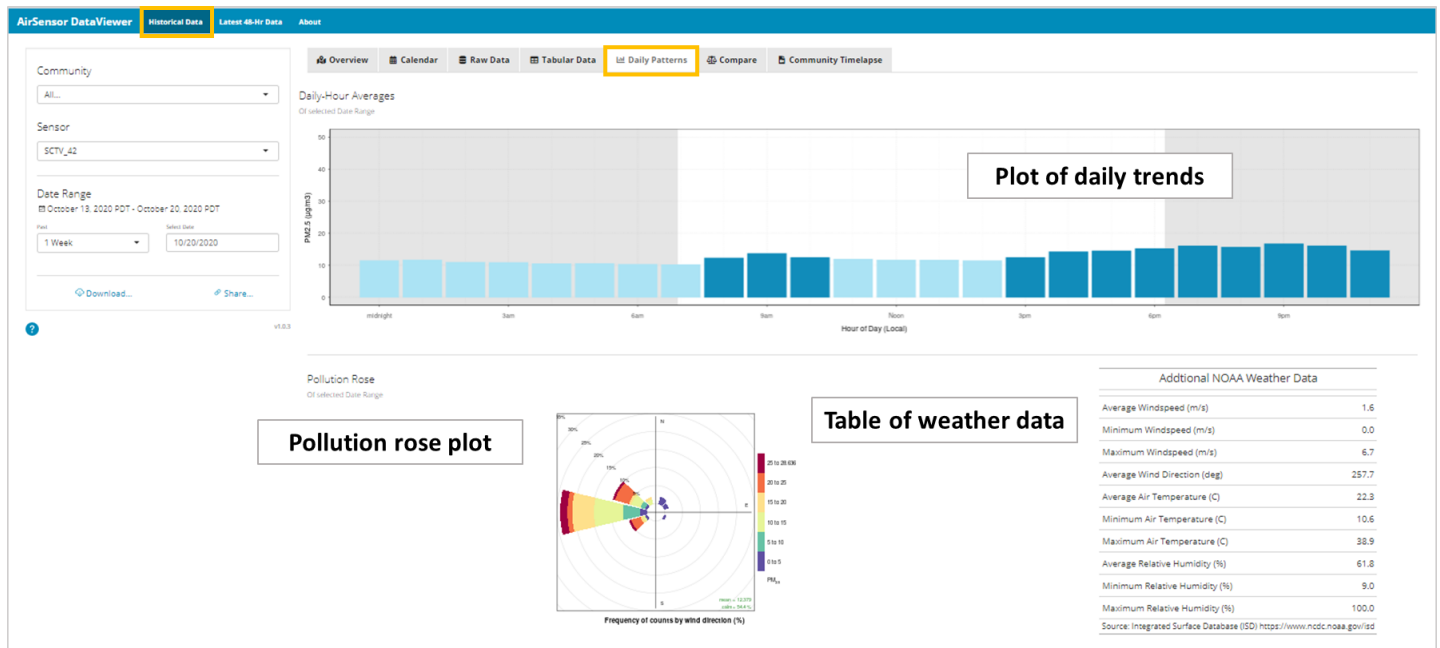 AirSensor DataViewer Historical Data Latest 48-Hr Data About
Community
All...
Sensor
SCTV_42
Date Range
October 13, 2020 PDT - October 20, 2020 PDT
Past Select Date
1 Week 10/20/2020
Download... Share...
? v1.0.3
Overview Calendar Raw Data Tabular Data Daily Patterns Compare Community Timelapse
Daily-Hour Averages
Of selected Date Range
Plot of daily trends
PM2.5 (µg/m3)
50
40
30
20
10
0
midnight 3am 6am 9am Noon 3pm 6pm 9pm
Hour of Day (Local)
Pollution Rose
Of selected Date Range
Pollution rose plot
30%
25%
20%
15%
10%
5%
N
E
S
25 to 28.636
20 to 25
15 to 20
10 to 15
5 to 10
0 to 5
PM2.5
Frequency of counts by wind direction (%)
Table of weather data
Addtional NOAA Weather Data
Average Windspeed (m/s) 1.6
Minimum Windspeed (m/s) 0.0
Maximum Windspeed (m/s) 6.7
Average Wind Direction (deg) 257.7
Average Air Temperature (C) 22.3
Minimum Air Temperature (C) 10.6
Maximum Air Temperature (C) 38.9
Average Relative Humidity (%) 61.8
Minimum Relative Humidity (%) 9.0
Maximum Relative Humidity (%) 100.0
Source: Integrated Surface Database (ISD) https://www.ncdc.noaa.gov/isd